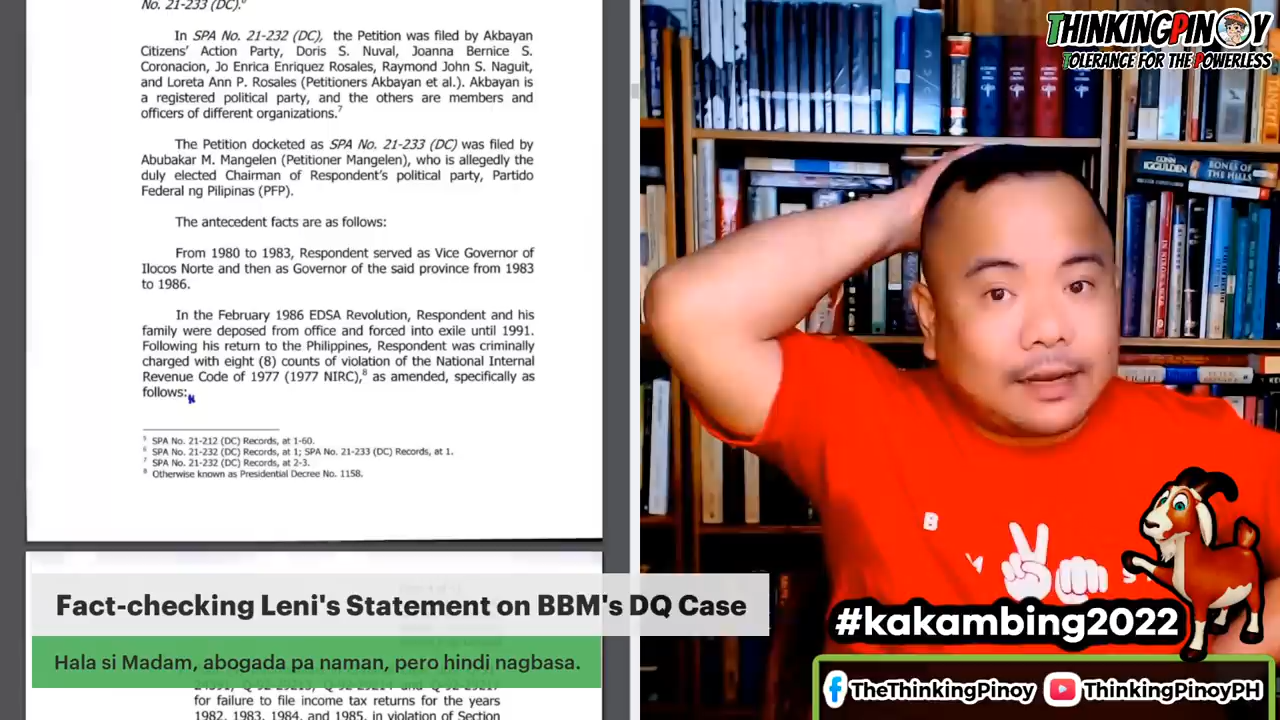 No. 21-233 (DC).⁶
In SPA No. 21-232 (DC), the Petition was filed by Akbayan
Citizens' Action Party, Doris S. Nuval, Joanna Bernice S.
Coronacion, Jo Enrica Enriquez Rosales, Raymond John S. Naguit,
and Loreta Ann P. Rosales (Petitioners Akbayan et al.). Akbayan is
a registered political party, and the others are members and
officers of different organizations.⁷
The Petition docketed as SPA No. 21-233 (DC) was filed by
Abubakar M. Mangelen (Petitioner Mangelen), who is allegedly the
duly elected Chairman of Respondent's political party, Partido
Federal ng Pilipinas (PFP).
The antecedent facts are as follows:
From 1980 to 1983, Respondent served as Vice Governor of
Ilocos Norte and then as Governor of the said province from 1983
to 1986.
In the February 1986 EDSA Revolution, Respondent and his
family were deposed from office and forced into exile until 1991.
Following his return to the Philippines, Respondent was criminally
charged with eight (8) counts of violation of the National Internal
Revenue Code of 1977 (1977 NIRC),⁸ as amended, specifically as
follows:
⁵ SPA No. 21-212 (DC) Records, at 1-60.
⁶ SPA No. 21-232 (DC) Records, at 1; SPA No. 21-233 (DC) Records, at 1.
⁷ SPA No. 21-232 (DC) Records, at 2-3.
⁸ Otherwise known as Presidential Decree No. 1158.
Fact-checking Leni's Statement on BBM's DQ Case
Hala si Madam, abogada pa naman, pero hindi nagbasa.
for failure to file income tax returns for the years
1982, 1983, 1984, and 1985, in violation of Section
THINKINGPINOY
TOLERANCE FOR THE POWERLESS
CONN
IGGULDEN
BONES OF
THE HILLS
B
#kakambing2022
TheThinkingPinoy
ThinkingPinoyPH